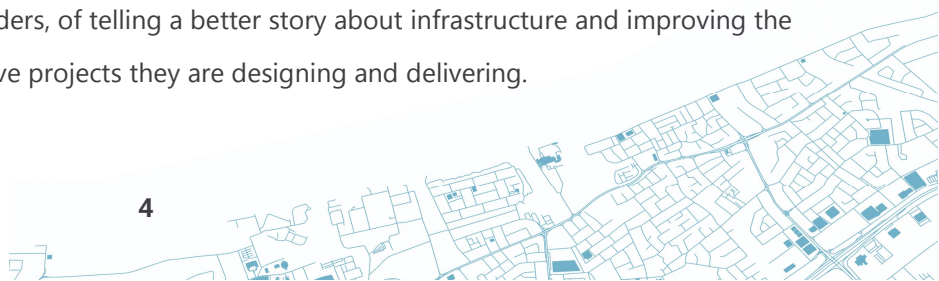 ders, of telling a better story about infrastructure and improving the
ve projects they are designing and delivering.
4